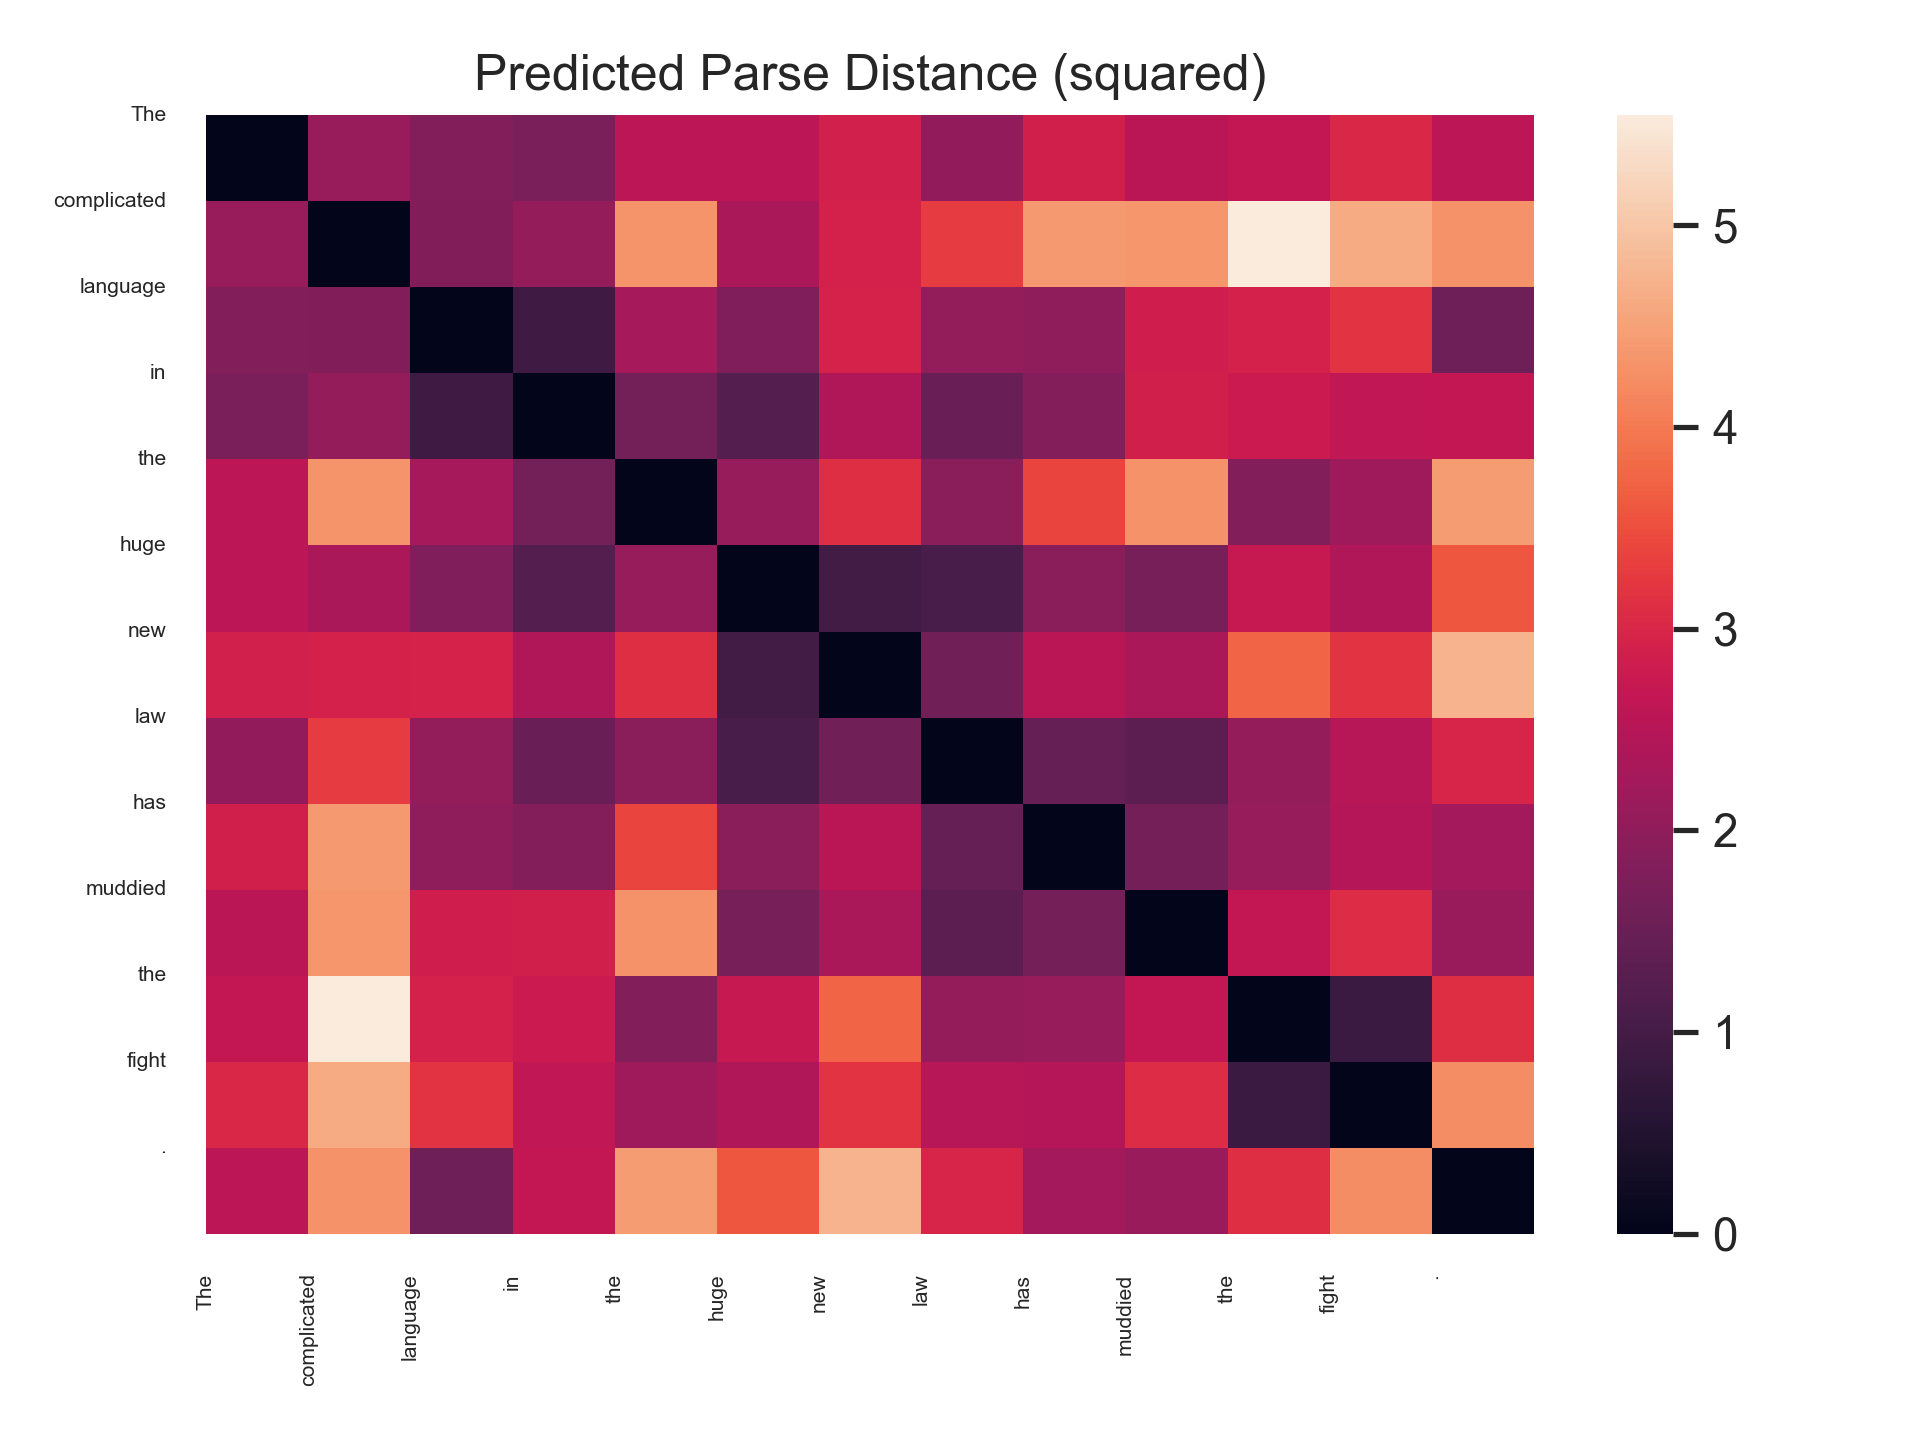 Predicted Parse Distance (squared)
The
complicated
language
in
the
huge
new
law
has
muddied
the
fight
.
5
4
3
2
1
0
The
complicated
language
in
the
huge
new
law
has
muddied
the
fight
.